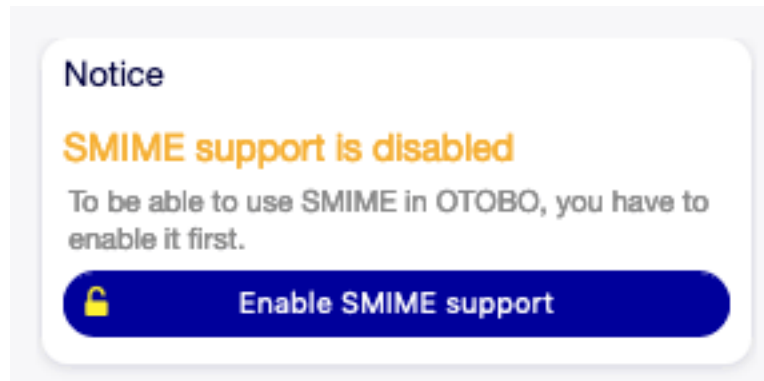 Notice
SMIME support is disabled
To be able to use SMIME in OTOBO, you have to
enable it first.
Enable SMIME support